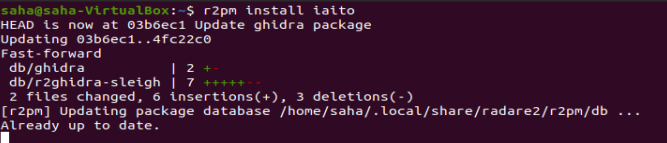 saha@saha-VirtualBox:~$ r2pm install iaito
HEAD is now at 03b6ec1 Update ghidra package
Updating 03b6ec1..4fc22c0
Fast-forward
 db/ghidra         | 2 +-
 db/r2ghidra-sleigh | 7 +++++--
 2 files changed, 6 insertions(+), 3 deletions(-)
[r2pm] Updating package database /home/saha/.local/share/radare2/r2pm/db ...
Already up to date.